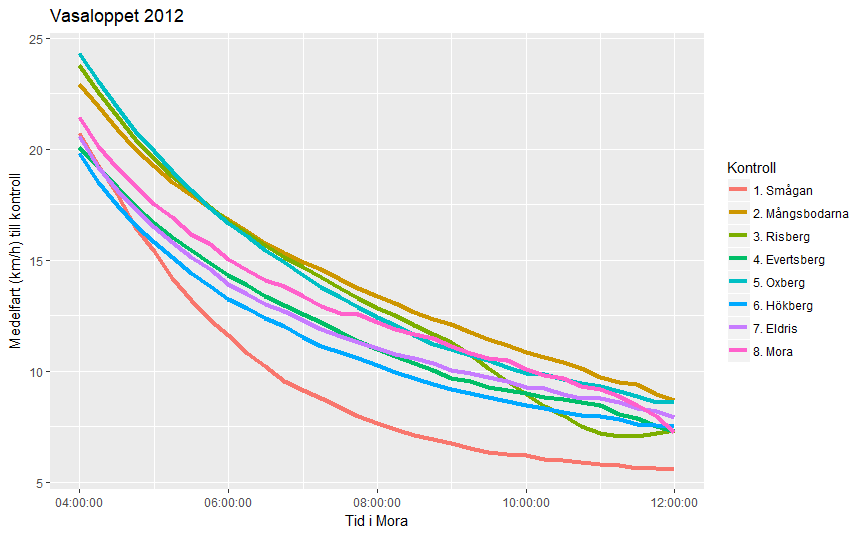 Vasaloppet 2012
Medelfart (km/h) till kontroll
25
20
15
10
5
04:00:00
06:00:00
08:00:00
10:00:00
12:00:00
Tid i Mora
Kontroll
1. Smågan
2. Mångsbodarna
3. Risberg
4. Evertsberg
5. Oxberg
6. Hökberg
7. Eldris
8. Mora